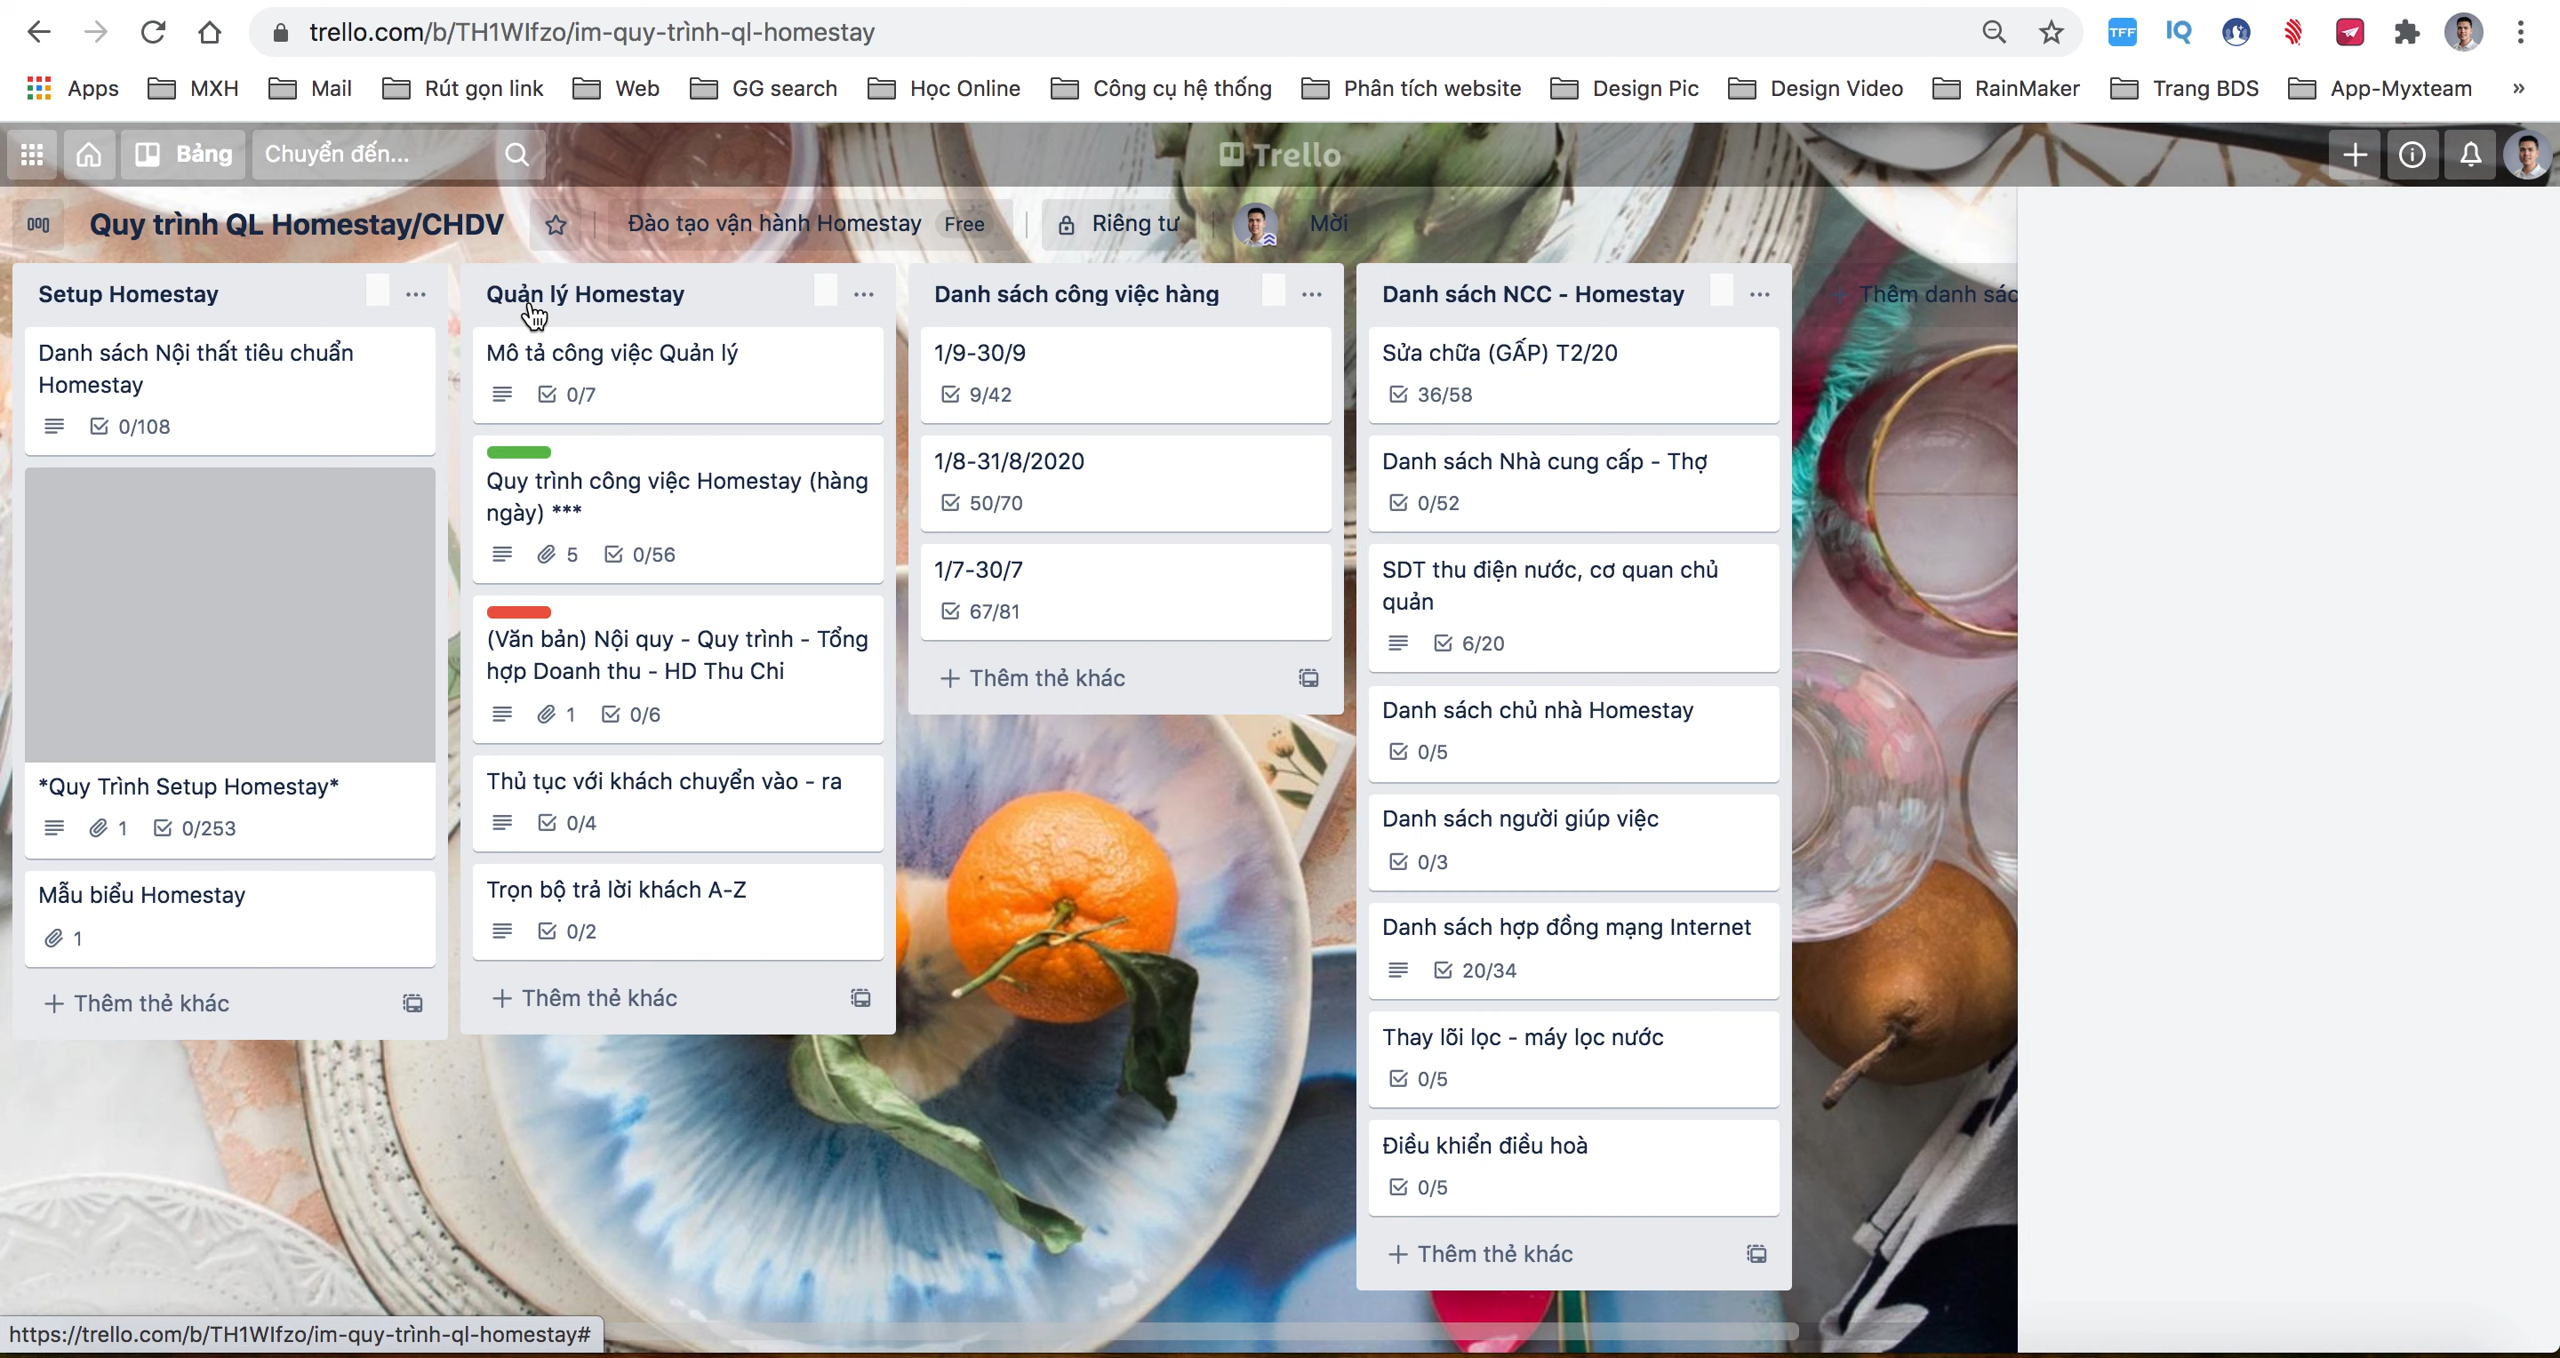 trello.com/b/TH1WIfzo/im-quy-trình-ql-homestay
TFF
IQ
Apps
MXH
Mail
Rút gọn link
Web
GG search
Học Online
Công cụ hệ thống
Phân tích website
Design Pic
Design Video
RainMaker
Trang BDS
App-Myxteam
»
Bảng
Chuyển đến...
Trello
Quy trình QL Homestay/CHDV
Đào tạo vận hành Homestay
Free
Riêng tư
Mời
Setup Homestay
Danh sách Nội thất tiêu chuẩn
Homestay
0/108
*Quy Trình Setup Homestay*
1
0/253
Mẫu biểu Homestay
1
+ Thêm thẻ khác
Quản lý Homestay
Mô tả công việc Quản lý
0/7
Quy trình công việc Homestay (hàng
ngày) ***
5
0/56
(Văn bản) Nội quy - Quy trình - Tổng
hợp Doanh thu - HD Thu Chi
1
0/6
Thủ tục với khách chuyển vào - ra
0/4
Trọn bộ trả lời khách A-Z
0/2
+ Thêm thẻ khác
Danh sách công việc hàng
1/9-30/9
9/42
1/8-31/8/2020
50/70
1/7-30/7
67/81
+ Thêm thẻ khác
Danh sách NCC - Homestay
Sửa chữa (GẤP) T2/20
36/58
Danh sách Nhà cung cấp - Thợ
0/52
SDT thu điện nước, cơ quan chủ
quản
6/20
Danh sách chủ nhà Homestay
0/5
Danh sách người giúp việc
0/3
Danh sách hợp đồng mạng Internet
20/34
Thay lõi lọc - máy lọc nước
0/5
Điều khiển điều hoà
0/5
+ Thêm thẻ khác
+ Thêm danh sác
https://trello.com/b/TH1WIfzo/im-quy-trình-ql-homestay#